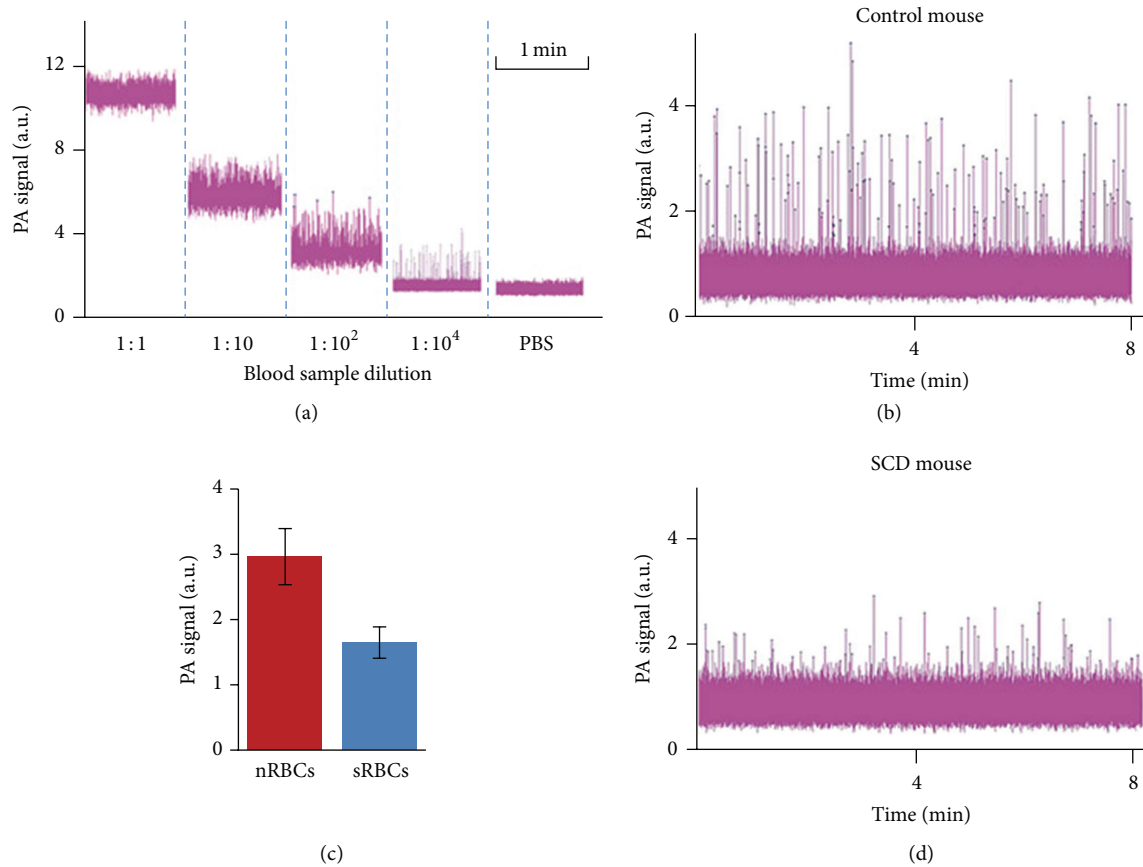 12
8
4
0
PA signal (a.u.)
1 min
1:1
1:10
1:10²
1:10⁴
PBS
Blood sample dilution
(a)
Control mouse
4
2
0
PA signal (a.u.)
4
8
Time (min)
(b)
4
3
2
1
0
PA signal (a.u.)
nRBCs
sRBCs
(c)
SCD mouse
4
2
0
PA signal (a.u.)
4
8
Time (min)
(d)